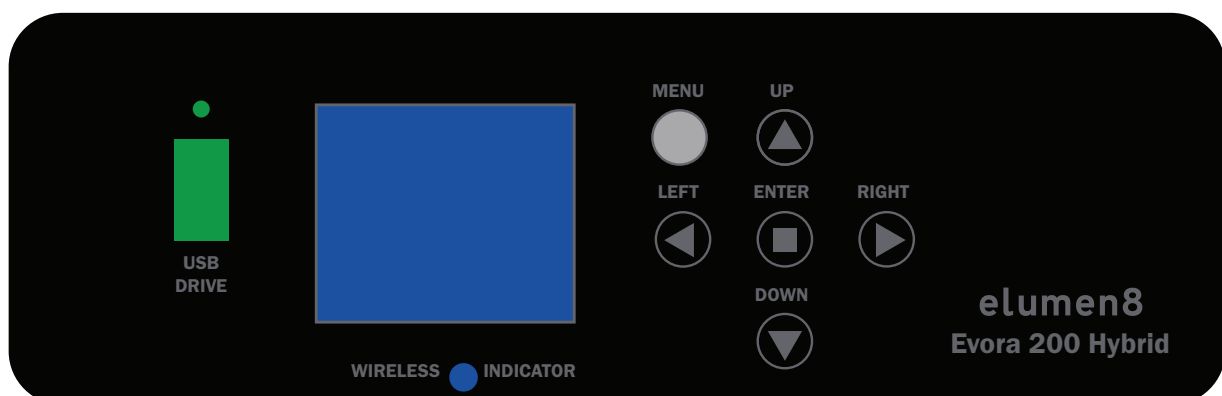 MENU UP
LEFT ENTER RIGHT
USB
DRIVE
DOWN
elumen8
Evora 200 Hybrid
WIRELESS INDICATOR